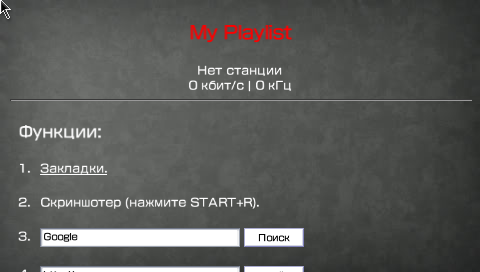 My Playlist
Нет станции
0 кбит/с | 0 кГц
Функции:
1. Закладки.
2. Скриншотер (нажмите START+R).
3. Google Поиск